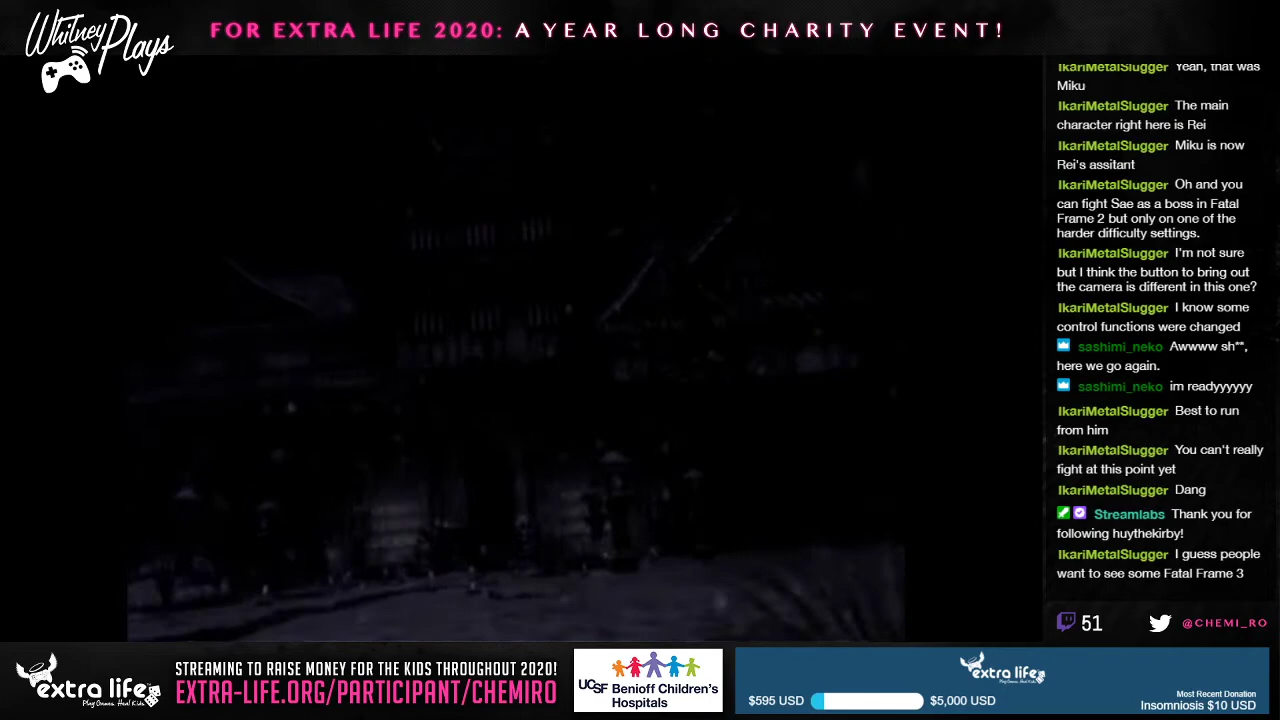 Whitney Plays
FOR EXTRA LIFE 2020: A YEAR LONG CHARITY EVENT!
IkariMetalSlugger Yeah, that was
Miku
IkariMetalSlugger The main
character right here is Rei
IkariMetalSlugger Miku is now
Rei's assitant
IkariMetalSlugger Oh and you
can fight Sae as a boss in Fatal
Frame 2 but only on one of the
harder difficulty settings.
IkariMetalSlugger I'm not sure
but I think the button to bring out
the camera is different in this one?
IkariMetalSlugger I know some
control functions were changed
sashimi_neko Awwww sh**,
here we go again.
sashimi_neko im readyyyyyy
IkariMetalSlugger Best to run
from him
IkariMetalSlugger You can't really
fight at this point yet
IkariMetalSlugger Dang
Streamlabs Thank you for
following huythekirby!
IkariMetalSlugger I guess people
want to see some Fatal Frame 3
51 @CHEMI_RO
extra life
Play Games. Heal Kids.
STREAMING TO RAISE MONEY FOR THE KIDS THROUGHOUT 2020!
EXTRA-LIFE.ORG/PARTICIPANT/CHEMIRO
UCSF Benioff Children's
Hospitals
extra life
$595 USD $5,000 USD
Most Recent Donation
Insomniosis $10 USD